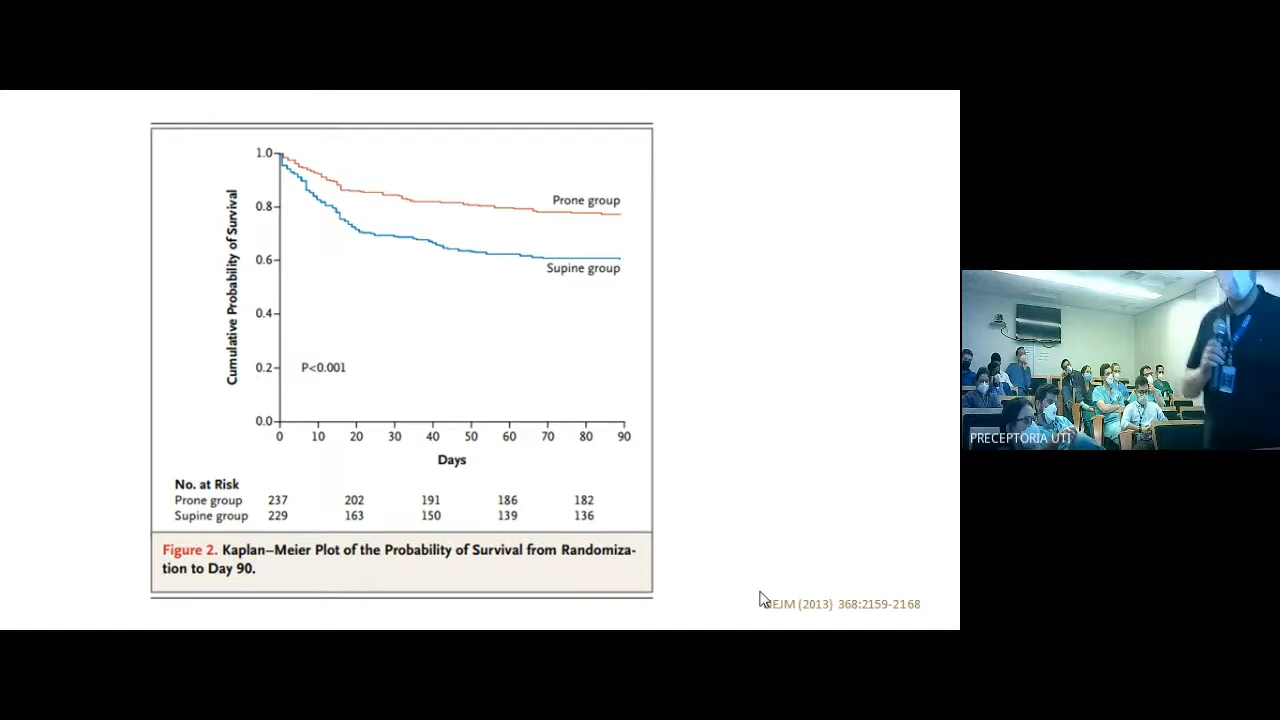 1.0
0.8
0.6
0.4
0.2
0.0
Cumulative Probability of Survival
Prone group
Supine group
P<0.001
0 10 20 30 40 50 60 70 80 90
Days
No. at Risk
Prone group 237 202 191 186 182
Supine group 229 163 150 139 136
Figure 2. Kaplan–Meier Plot of the Probability of Survival from Randomiza-
tion to Day 90.
EJM (2013) 368:2159-2168
PRECEPTORIA UTI